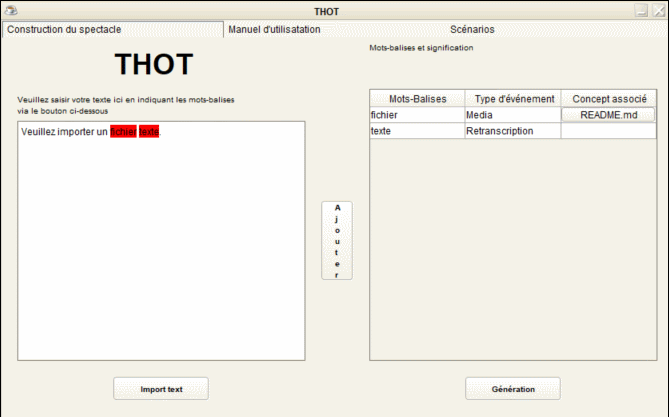 THOT
Construction du spectacle
Manuel d'utilisatation
Scénarios
THOT
Veuillez saisir votre texte ici en indiquant les mots-balises
via le bouton ci-dessous
Veuillez importer un fichier texte.
Ajouter
Import text
Mots-balises et signification
Mots-Balises Type d'événement Concept associé
fichier Media README.md
texte Retranscription
Génération